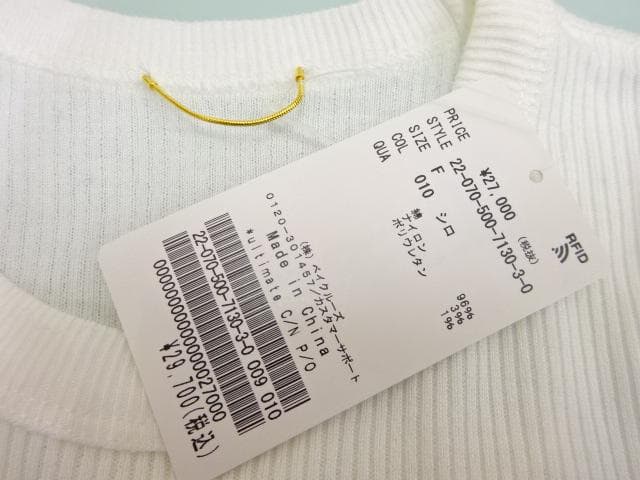 PRICE ¥27,000 (税抜)
STYLE 22-070-500-7130-3-0
SIZE F
COL 010 シロ
QUA 綿 96%
ナイロン 3%
ポリウレタン 1%
RFID
(株) ベイクルーズ
0120-301457/カスタマーサポート
Made in China
*ultimate C/N P/O
22-070-500-7130-3-0 009 010
000000000000000027000
¥29,700(税込)